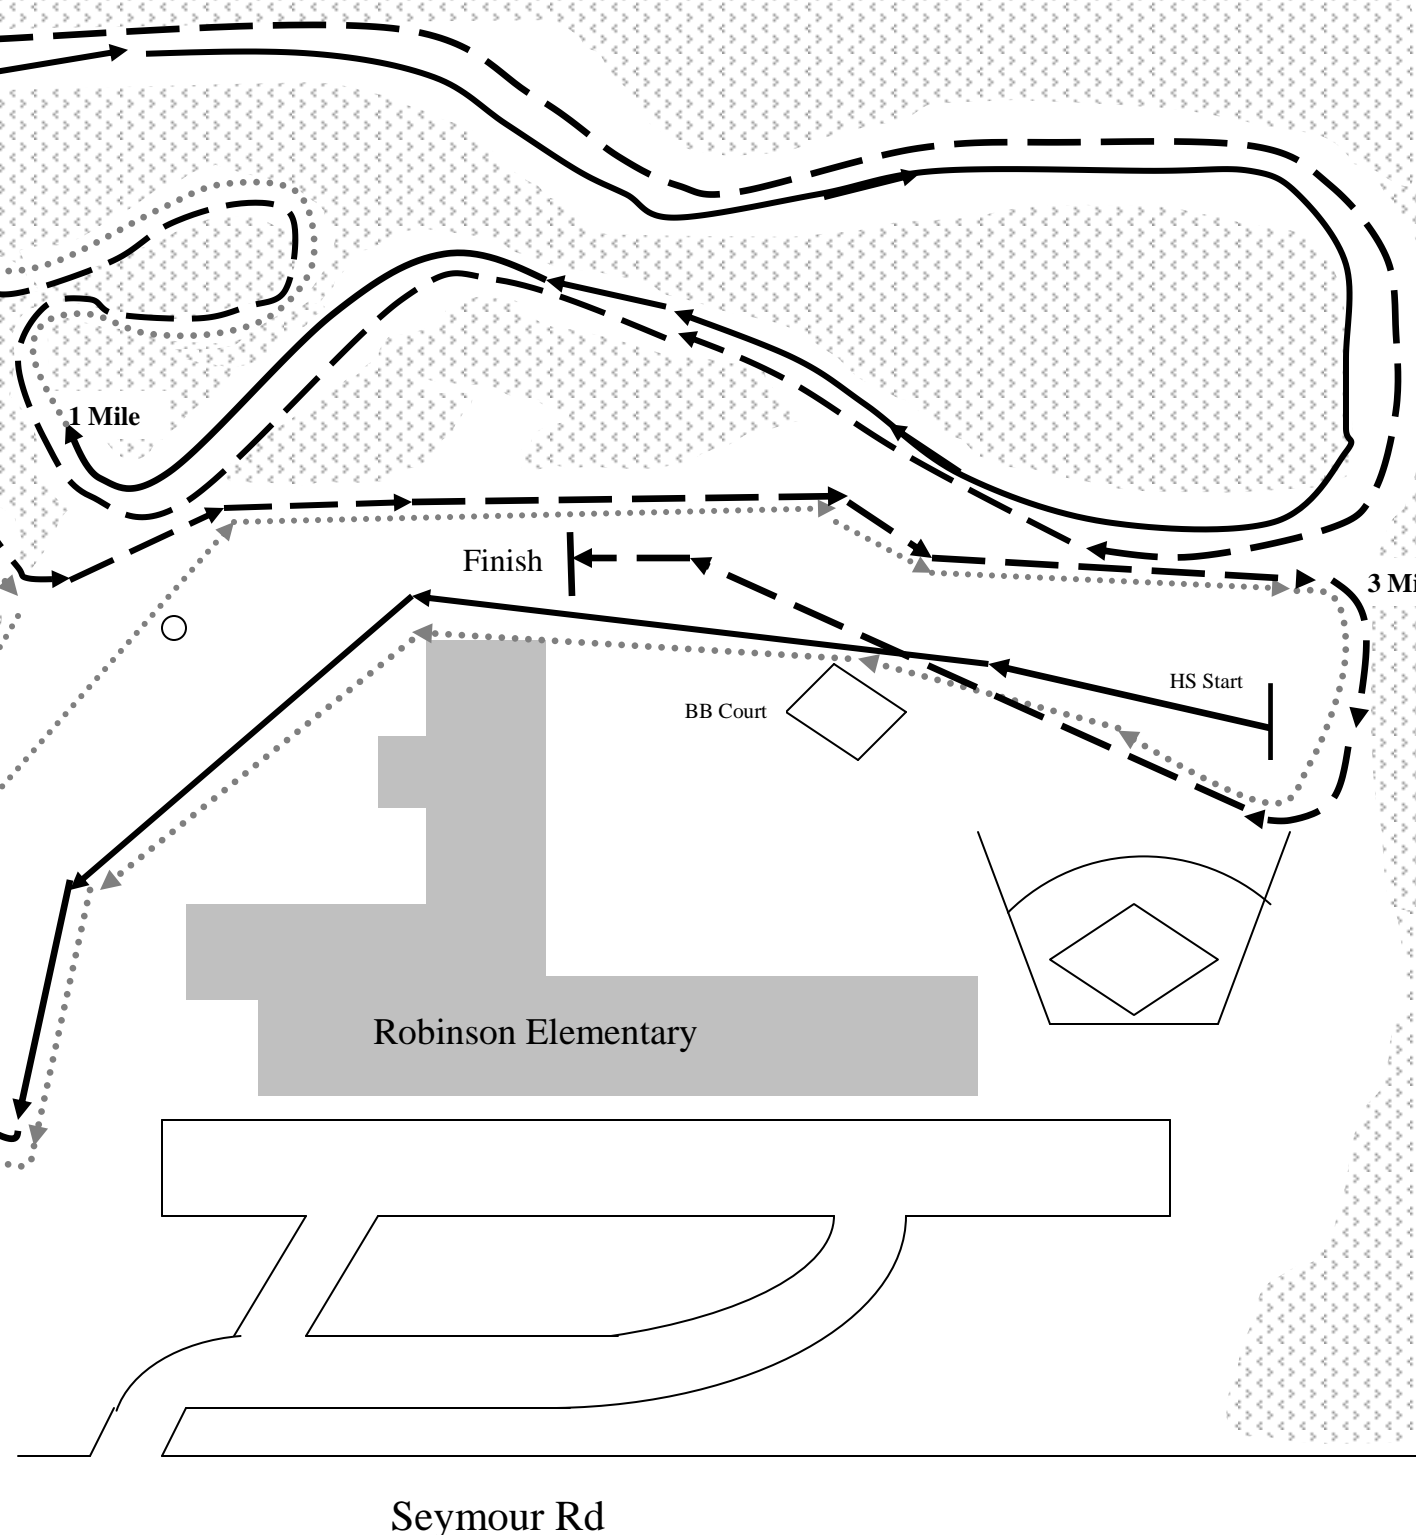 1 Mile
Finish
3 Mi
HS Start
BB Court
Robinson Elementary
Seymour Rd